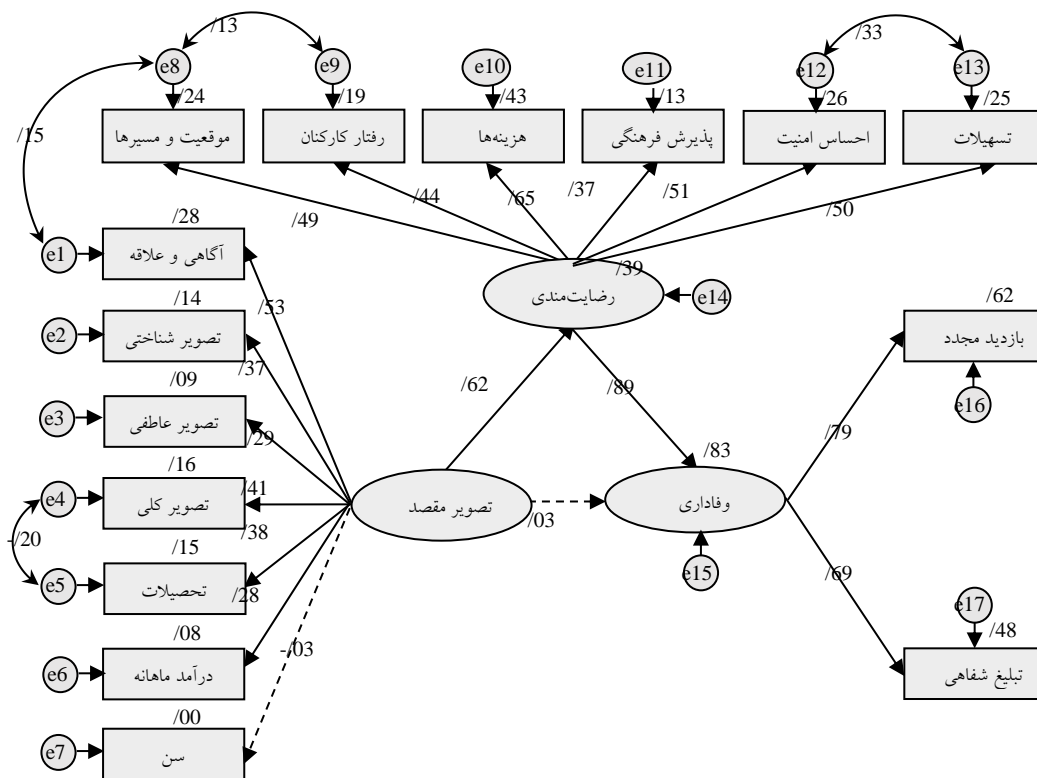 /13
/33
e8
e9
e10
e11
e12
e13
/24
/19
/43
/13
/26
/25
/15
موقعیت و مسیرها
رفتار کارکنان
هزینه‌ها
پذیرش فرهنگی
احساس امنیت
تسهیلات
/49
/44
/65
/37
/51
/50
/28
e1
آگاهی و علاقه
/39
رضایت‌مندی
e14
/53
/14
e2
تصویر شناختی
/37
/62
بازدید مجدد
e16
/62
/89
/09
e3
تصویر عاطفی
/29
/79
/16
e4
تصویر کلی
/41
/38
تصویر مقصد
/03
/83
وفاداری
e15
-/20
/15
e5
تحصیلات
/28
/69
e17
/48
تبلیغ شفاهی
/08
-/03
e6
درآمد ماهانه
/00
e7
سن